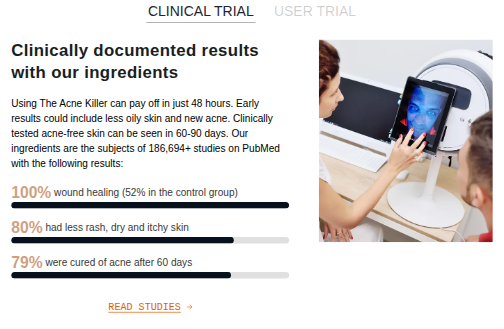 CLINICAL TRIAL USER TRIAL
Clinically documented results
with our ingredients
Using The Acne Killer can pay off in just 48 hours. Early
results could include less oily skin and new acne. Clinically
tested acne-free skin can be seen in 60-90 days. Our
ingredients are the subjects of 186,694+ studies on PubMed
with the following results:
100% wound healing (52% in the control group)
80% had less rash, dry and itchy skin
79% were cured of acne after 60 days
READ STUDIES →